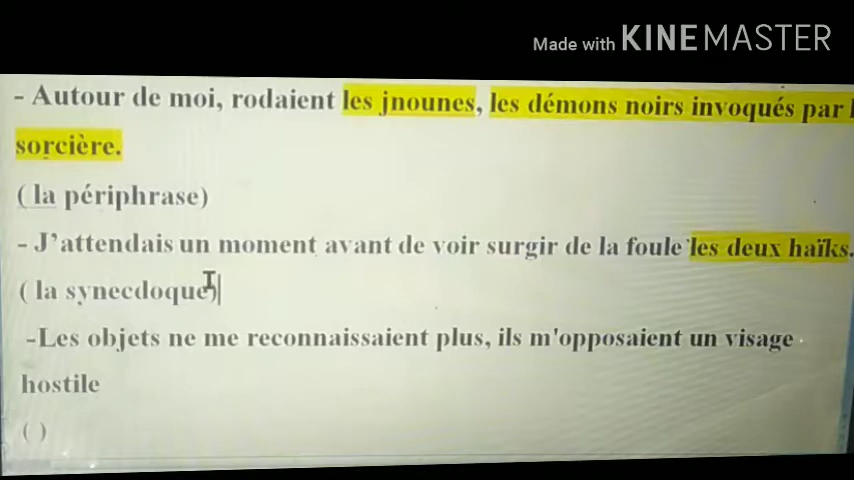 Made with KINEMASTER
- Autour de moi, rodaient les jnounes, les démons noirs invoqués par
sorcière.
( la périphrase)
- J'attendais un moment avant de voir surgir de la foule les deux haïks.
( la synecdoque)
-Les objets ne me reconnaissaient plus, ils m'opposaient un visage
hostile
( )